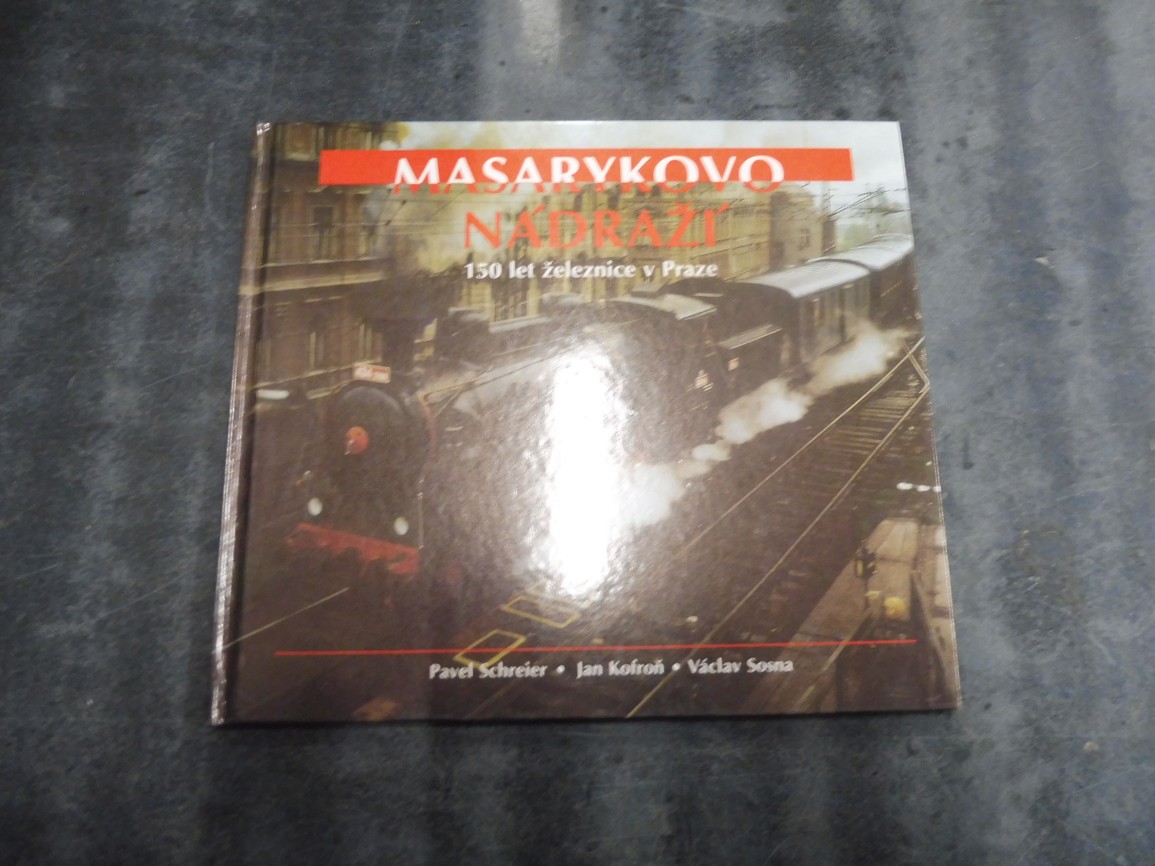 MASARYKOVO
NÁDRAŽÍ
150 let železnice v Praze
Pavel Schreier • Jan Kofroň • Václav Sosna